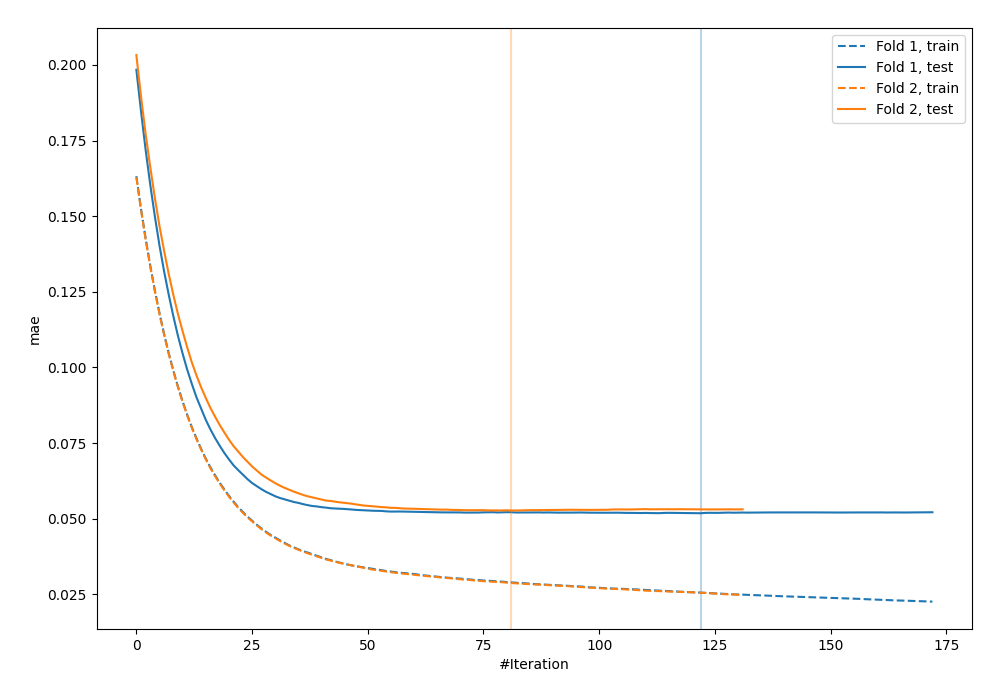 Fold 1, train
Fold 1, test
Fold 2, train
Fold 2, test
mae
0.200
0.175
0.150
0.125
0.100
0.075
0.050
0.025
0 25 50 75 100 125 150 175
#Iteration